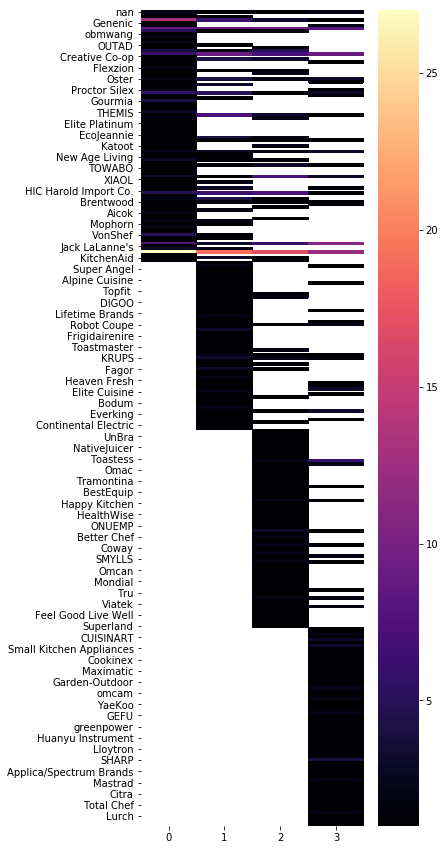 nan
Genenic
obmwang
OUTAD
Creative Co-op
Flexzion
Oster
Proctor Silex
Gourmia
THEMIS
Elite Platinum
EcoJeannie
Katoot
New Age Living
TOWABO
XIAOL
HIC Harold Import Co.
Brentwood
Aicok
Mophorn
VonShef
Jack LaLanne's
KitchenAid
Super Angel
Alpine Cuisine
Topfit
DIGOO
Lifetime Brands
Robot Coupe
Frigidairenire
Toastmaster
KRUPS
Fagor
Heaven Fresh
Elite Cuisine
Bodum
Everking
Continental Electric
UnBra
NativeJuicer
Toastess
Omac
Tramontina
BestEquip
Happy Kitchen
HealthWise
ONUEMP
Better Chef
Coway
SMYLLS
Omcan
Mondial
Tru
Viatek
Feel Good Live Well
Superland
CUISINART
Small Kitchen Appliances
Cookinex
Maximatic
Garden-Outdoor
omcam
YaeKoo
GEFU
greenpower
Huanyu Instrument
Lloytron
SHARP
Applica/Spectrum Brands
Mastrad
Citra
Total Chef
Lurch
0 1 2 3
25
20
15
10
5